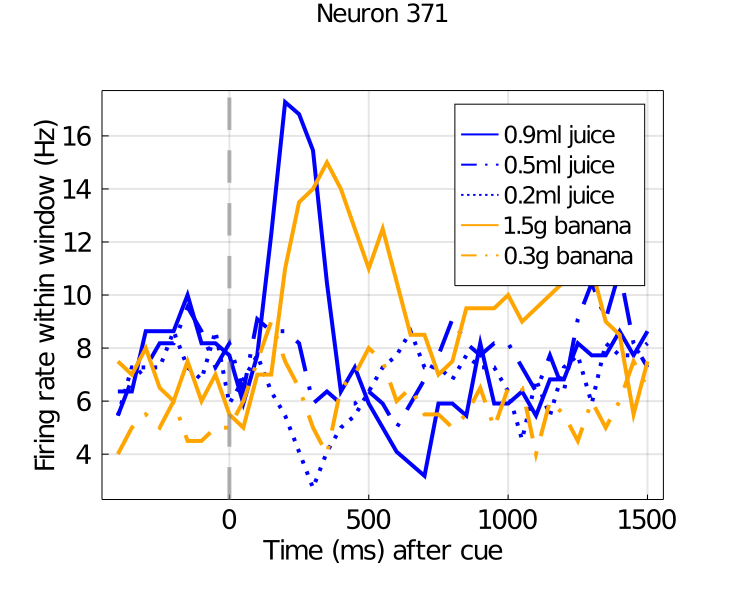 Neuron 371
Firing rate within window (Hz)
16
14
12
10
8
6
4
0.9ml juice
0.5ml juice
0.2ml juice
1.5g banana
0.3g banana
0 500 1000 1500
Time (ms) after cue